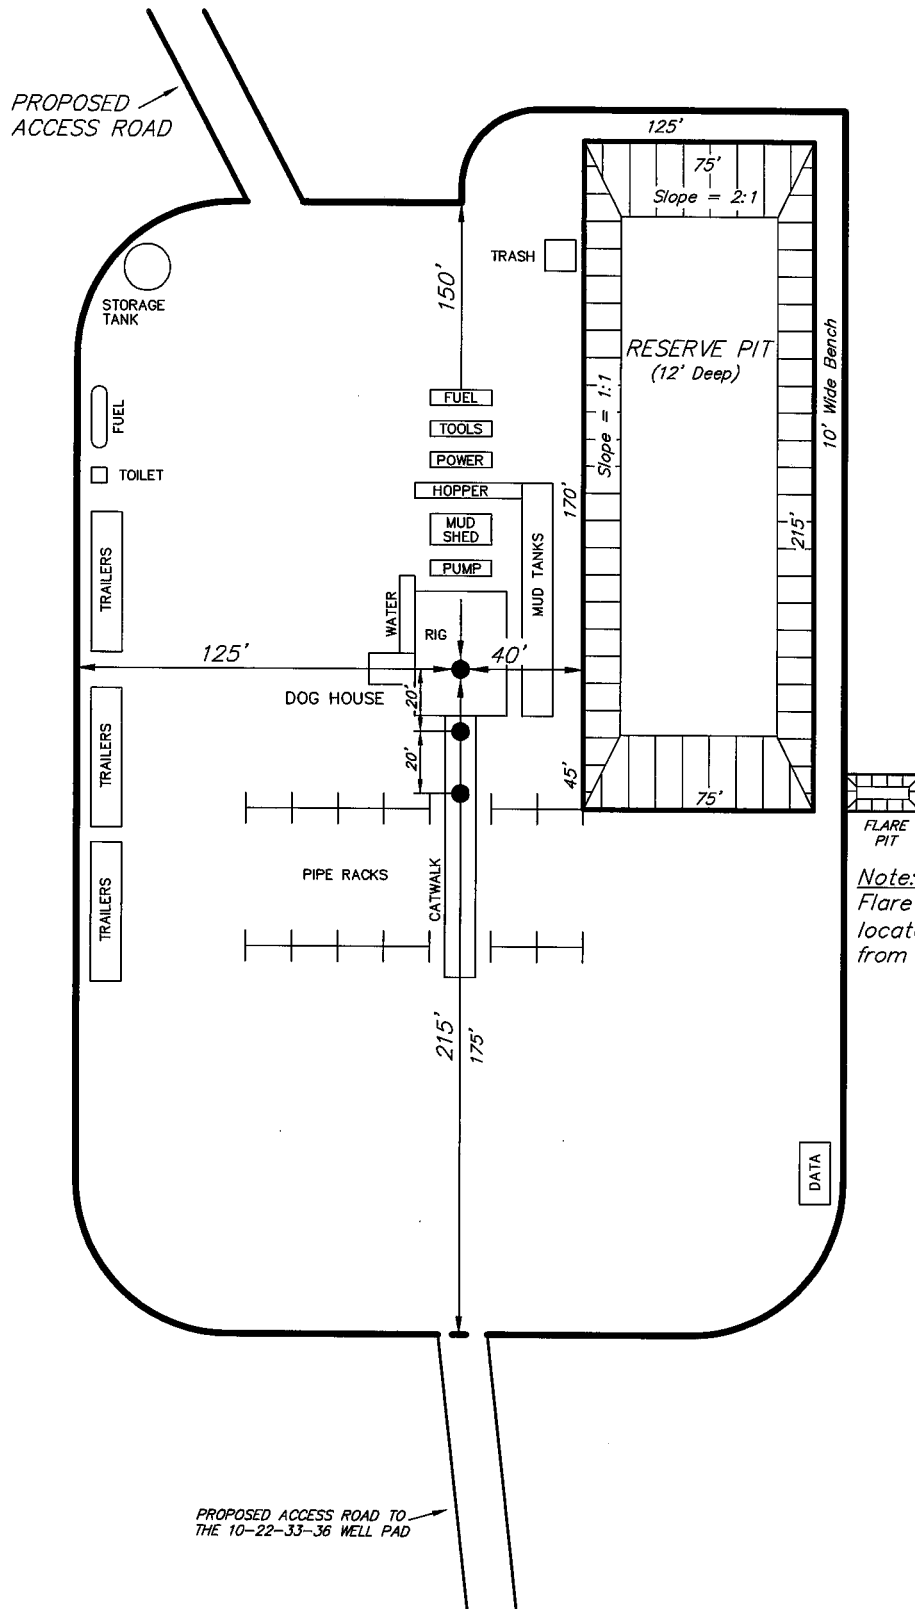 PROPOSED
ACCESS ROAD
125'
75'
Slope = 2:1
TRASH
150'
STORAGE
TANK
RESERVE PIT
(12' Deep)
10' Wide Bench
Slope = 1:1
FUEL
FUEL
TOOLS
POWER
TOILET
HOPPER
170'
215'
MUD
SHED
MUD TANKS
TRAILERS
PUMP
WATER
RIG
125'
40'
DOG HOUSE
20'
TRAILERS
20'
45'
75'
FLARE
PIT
PIPE RACKS
CATWALK
TRAILERS
Note:
Flare
locate
from
215'
175'
DATA
PROPOSED ACCESS ROAD TO
THE 10-22-33-36 WELL PAD